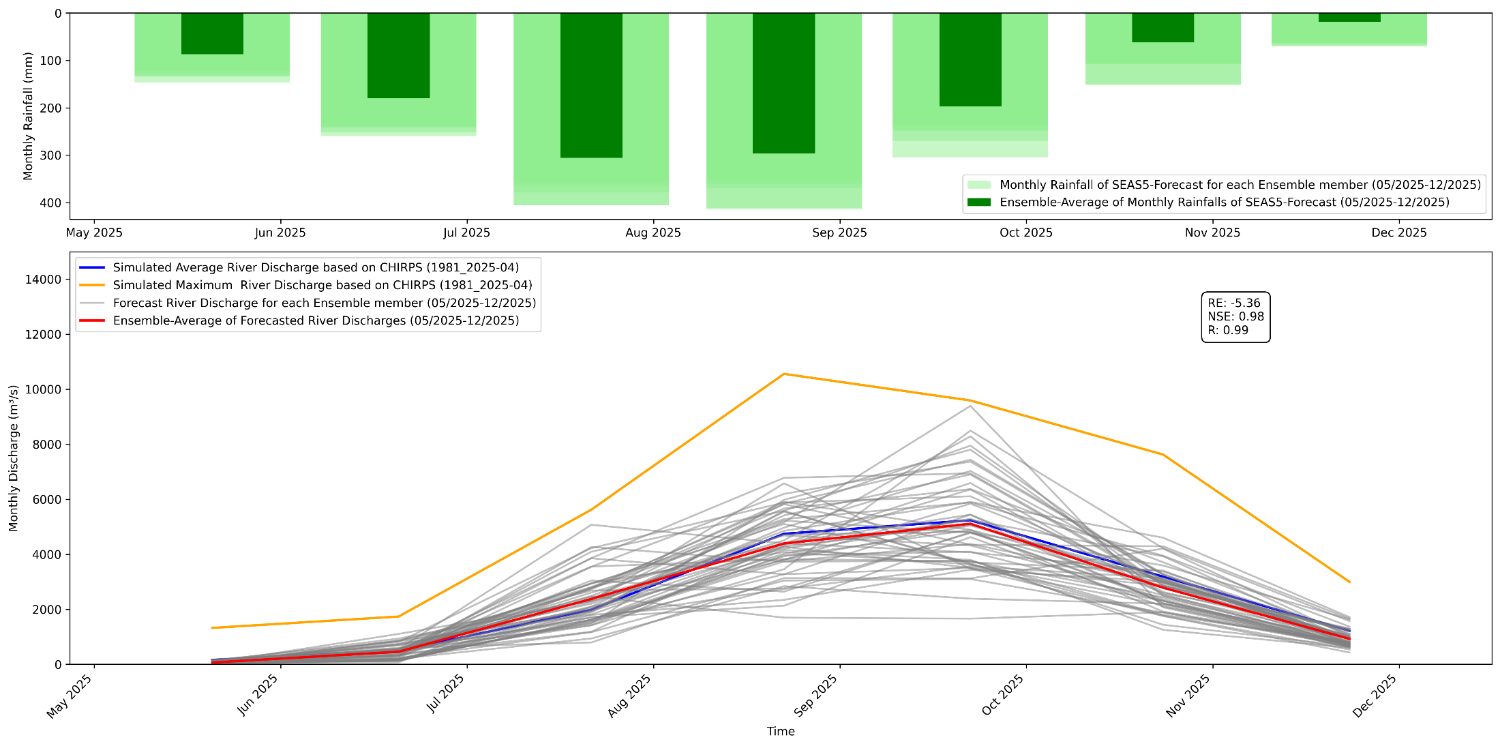 0
100
200
300
400
Monthly Rainfall (mm)
Monthly Rainfall of SEAS5-Forecast for each Ensemble member (05/2025-12/2025)
Ensemble-Average of Monthly Rainfalls of SEAS5-Forecast (05/2025-12/2025)
May 2025 Jun 2025 Jul 2025 Aug 2025 Sep 2025 Oct 2025 Nov 2025 Dec 2025
Simulated Average River Discharge based on CHIRPS (1981_2025-04)
Simulated Maximum  River Discharge based on CHIRPS (1981_2025-04)
Forecast River Discharge for each Ensemble member (05/2025-12/2025)
Ensemble-Average of Forecasted River Discharges (05/2025-12/2025)
RE: -5.36
NSE: 0.98
R: 0.99
14000
12000
10000
8000
6000
4000
2000
0
Monthly Discharge (m³/s)
May 2025 Jun 2025 Jul 2025 Aug 2025 Sep 2025 Oct 2025 Nov 2025 Dec 2025
Time